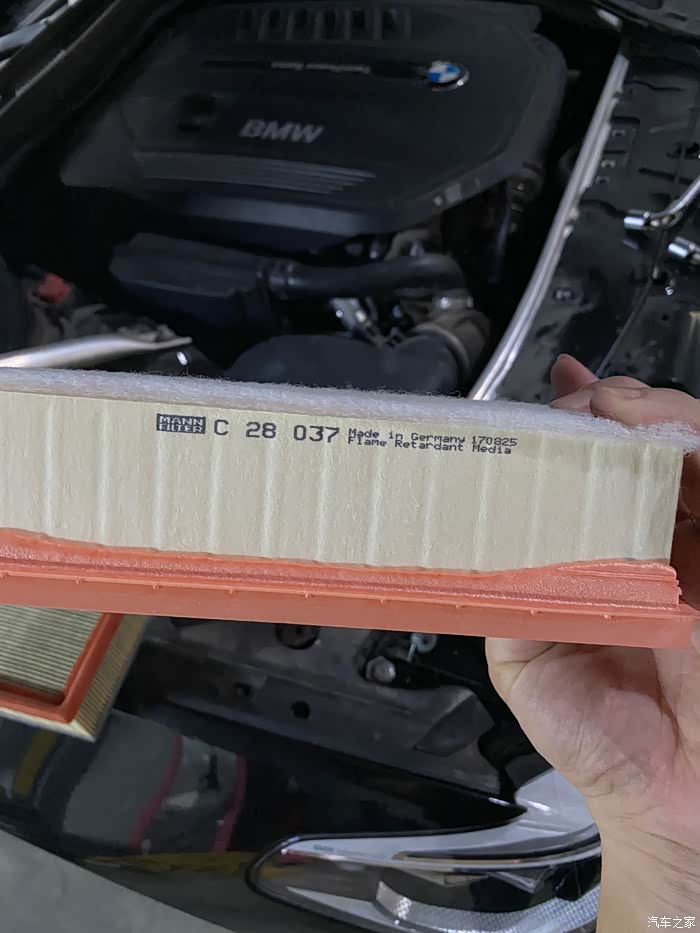 BMW
MANN
FILTER
C 28 037
Made in Germany 170825
Flame Retardant Media
汽车之家